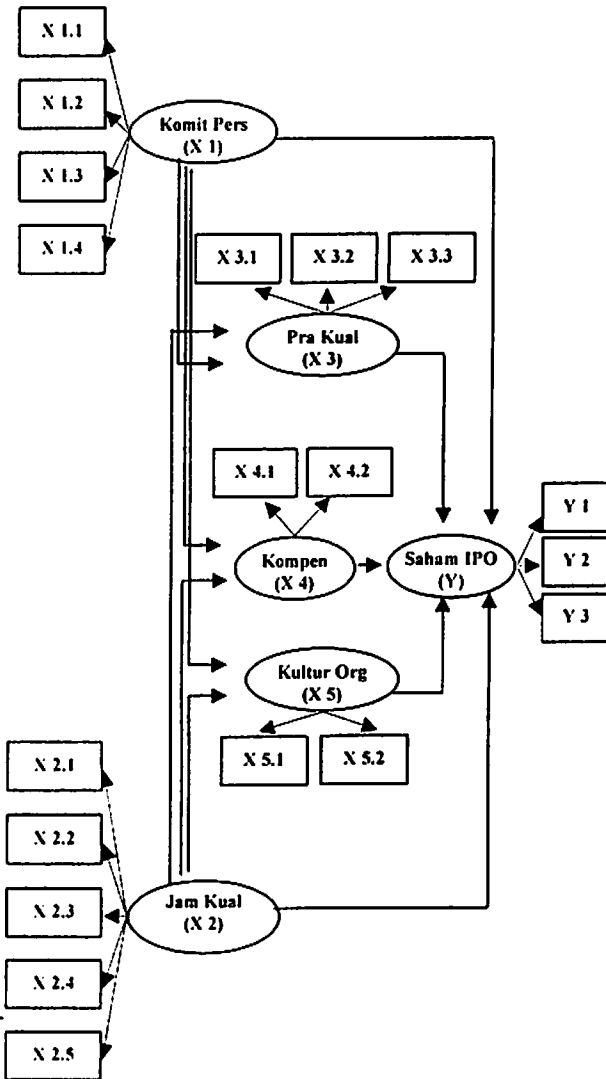 X 1.1
X 1.2
X 1.3
X 1.4
Komit Pers
(X 1)
X 3.1
X 3.2
X 3.3
Pra Kual
(X 3)
X 4.1
X 4.2
Kompen
(X 4)
Saham IPO
(Y)
Y 1
Y 2
Y 3
Kultur Org
(X 5)
X 5.1
X 5.2
X 2.1
X 2.2
X 2.3
X 2.4
X 2.5
Jam Kual
(X 2)